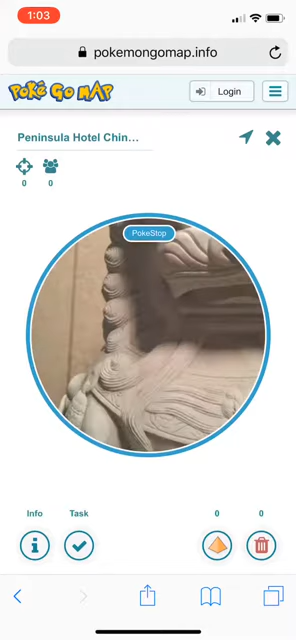 1:03
pokemongomap.info
POKÉ GO MAP
Login
Peninsula Hotel Chin...
0
0
PokeStop
Info
Task
0
0